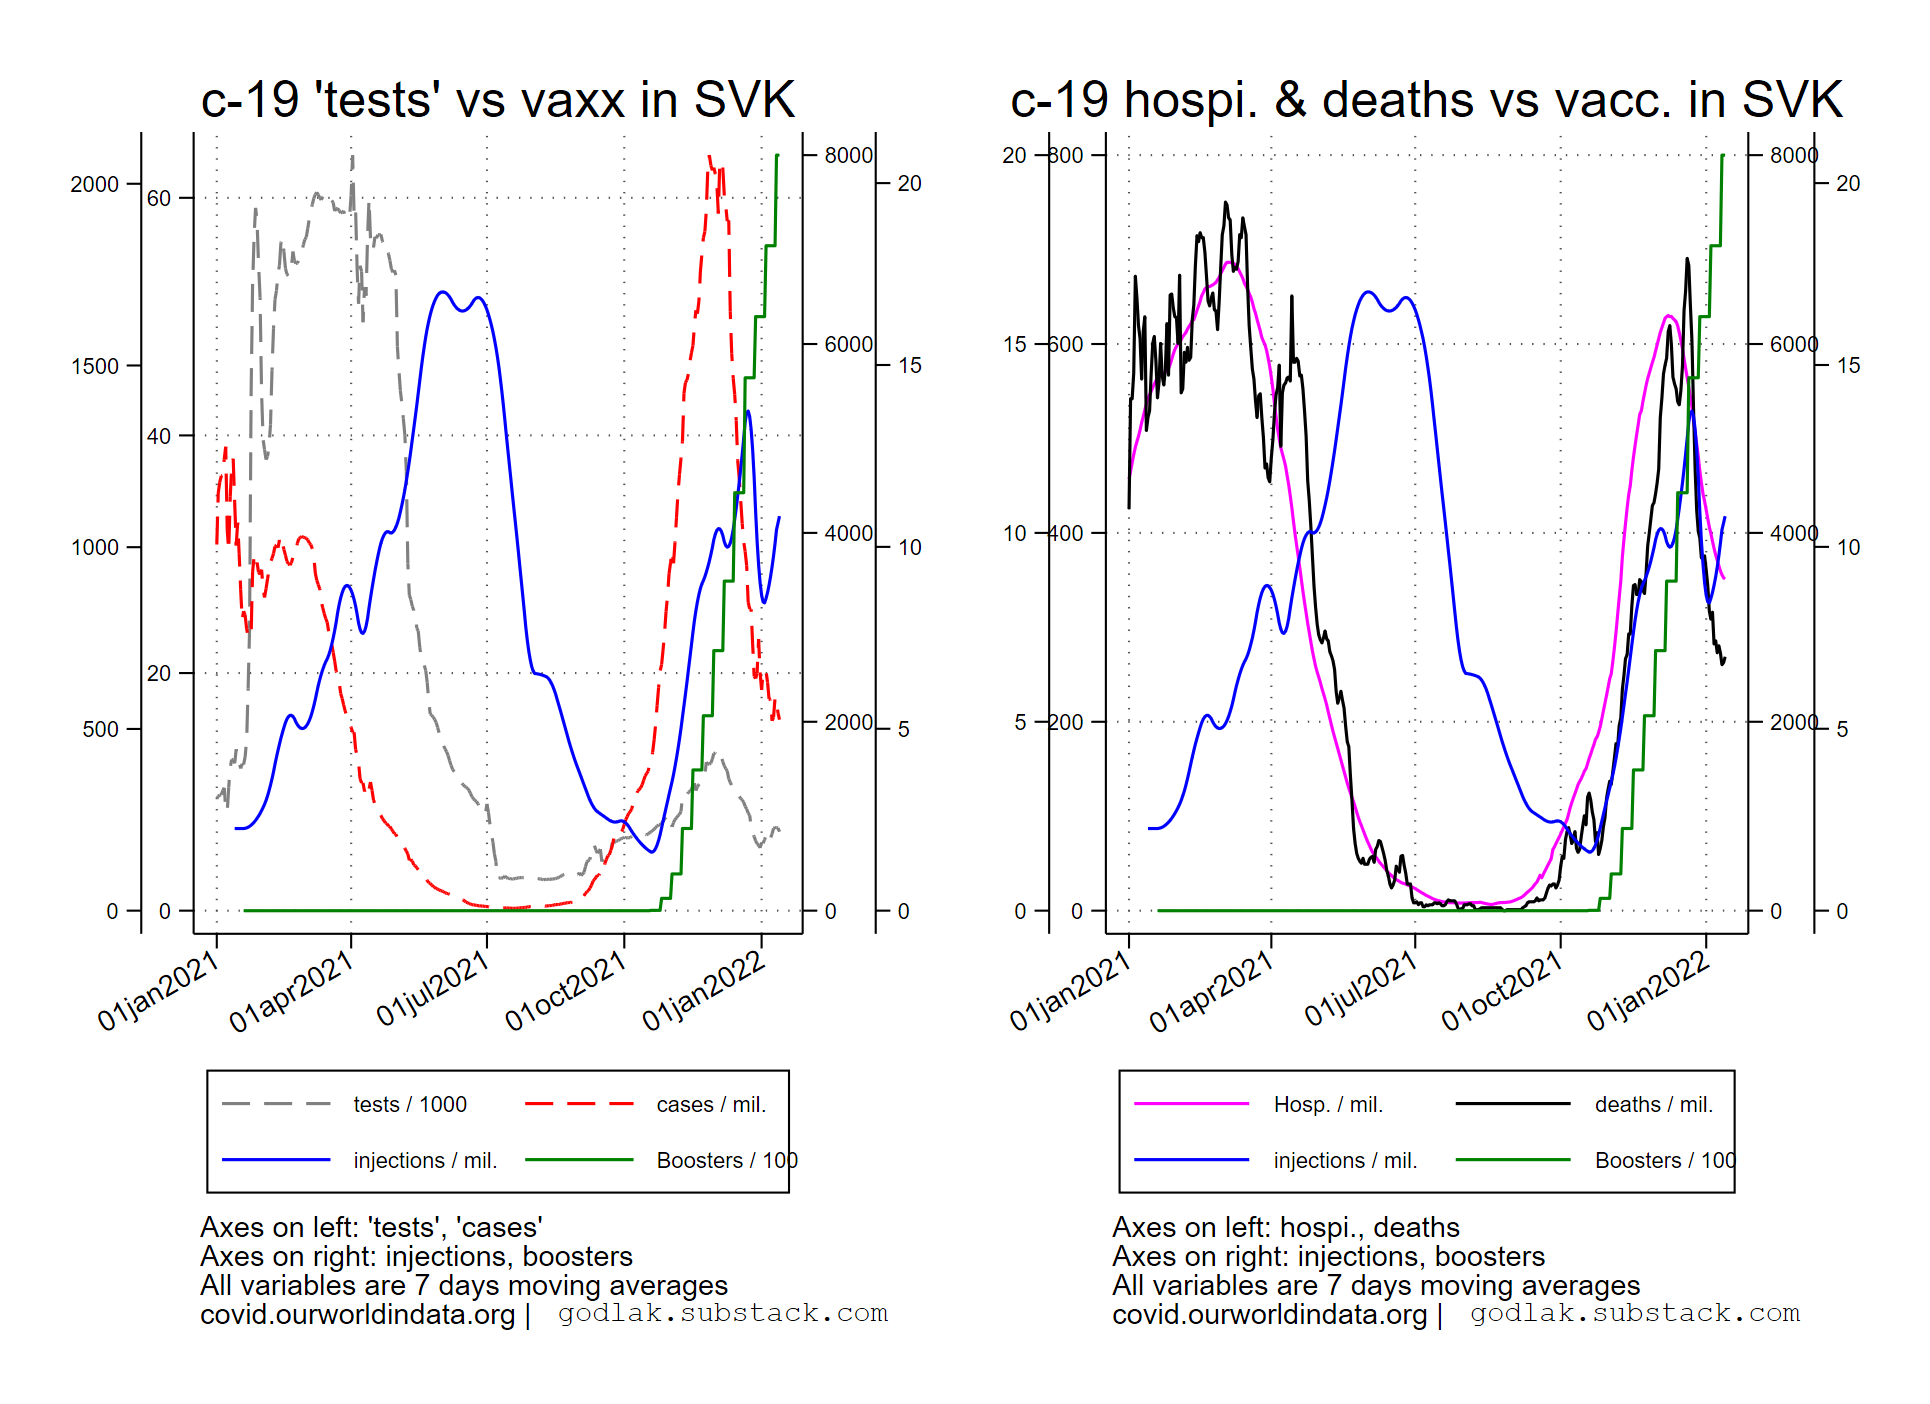 c-19 'tests' vs vaxx in SVK
2000
1500
1000
500
0
60
40
20
0
8000
6000
4000
2000
0
20
15
10
5
0
01jan2021
01apr2021
01jul2021
01oct2021
01jan2022
tests / 1000
cases / mil.
injections / mil.
Boosters / 100
Axes on left: 'tests', 'cases'
Axes on right: injections, boosters
All variables are 7 days moving averages
covid.ourworldindata.org | godlak.substack.com
c-19 hospi. & deaths vs vacc. in SVK
20
15
10
5
0
800
600
400
200
0
8000
6000
4000
2000
0
20
15
10
5
0
01jan2021
01apr2021
01jul2021
01oct2021
01jan2022
Hosp. / mil.
deaths / mil.
injections / mil.
Boosters / 100
Axes on left: hospi., deaths
Axes on right: injections, boosters
All variables are 7 days moving averages
covid.ourworldindata.org | godlak.substack.com